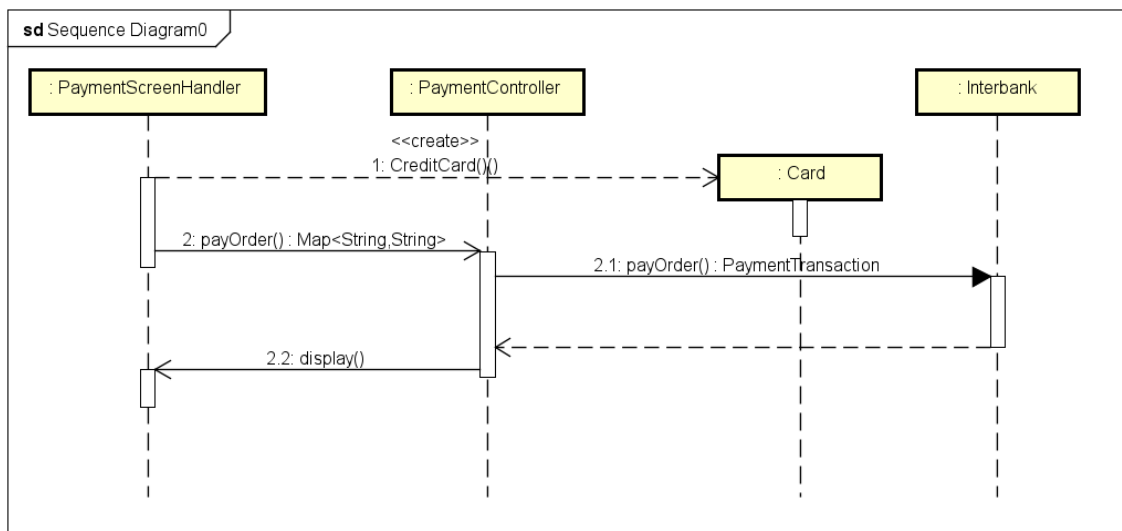 sd Sequence Diagram0
: PaymentScreenHandler
: PaymentController
: Interbank
<<create>>
1: CreditCard()()
: Card
2: payOrder() : Map<String,String>
2.1: payOrder() : PaymentTransaction
2.2: display()